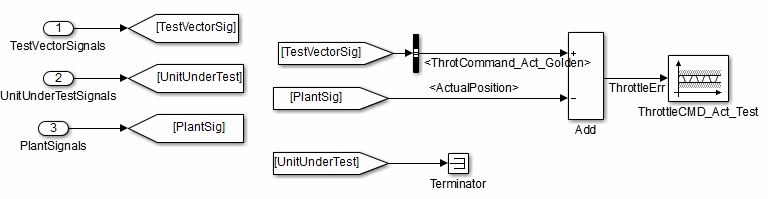 1
[TestVectorSig]
TestVectorSignals
2
[UnitUnderTest]
UnitUnderTestSignals
3
[PlantSig]
PlantSignals
[TestVectorSig]
<ThrotCommand_Act_Golden>
+
[PlantSig]
<ActualPosition>
−
Add
ThrottleErr
ThrottleCMD_Act_Test
[UnitUnderTest]
Terminator